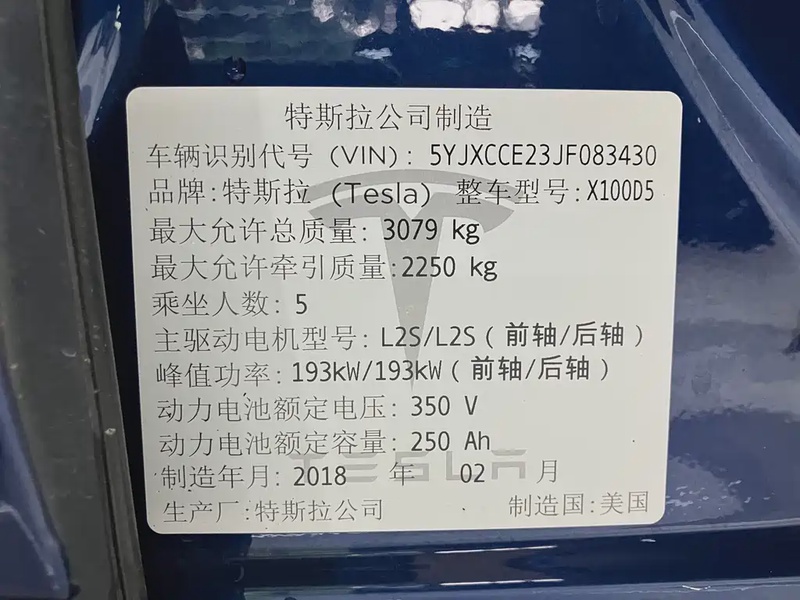 特斯拉公司制造
车辆识别代号 (VIN): 5YJXCCE23JF083430
品牌:特斯拉 (Tesla) 整车型号:X100D5
最大允许总质量: 3079 kg
最大允许牵引质量:2250 kg
乘坐人数: 5
主驱动电机型号: L2S/L2S（前轴/后轴）
峰值功率: 193kW/193kW（前轴/后轴）
动力电池额定电压: 350 V
动力电池额定容量: 250 Ah
TESLA
制造年月: 2018 年 02 月
生产厂:特斯拉公司 制造国:美国